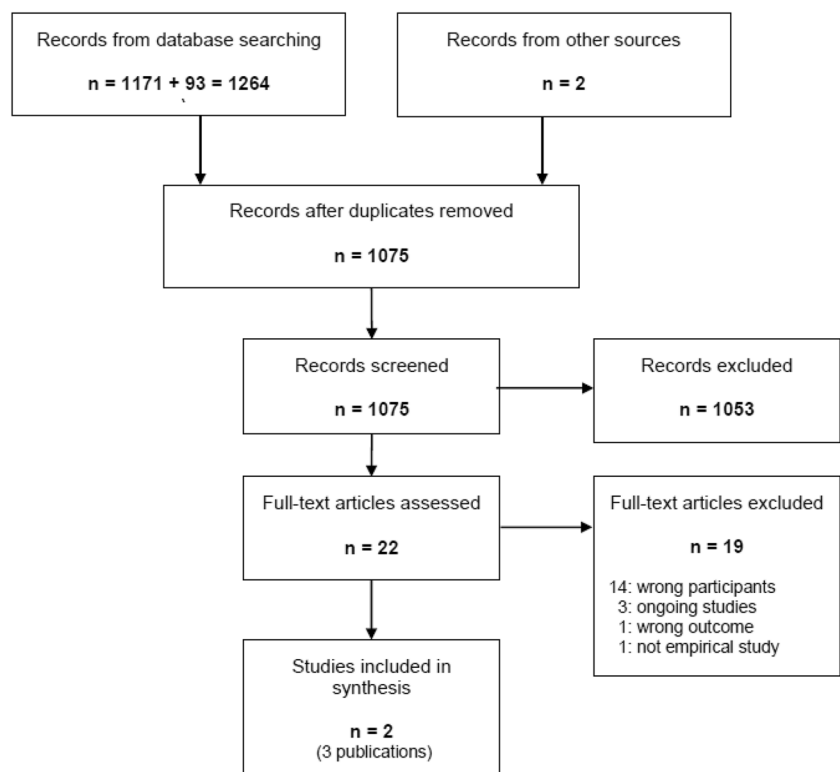 Records from database searching
n = 1171 + 93 = 1264
Records from other sources
n = 2
Records after duplicates removed
n = 1075
Records screened
n = 1075
Records excluded
n = 1053
Full-text articles assessed
n = 22
Full-text articles excluded
n = 19
14: wrong participants
3: ongoing studies
1: wrong outcome
1: not empirical study
Studies included in
synthesis
n = 2
(3 publications)